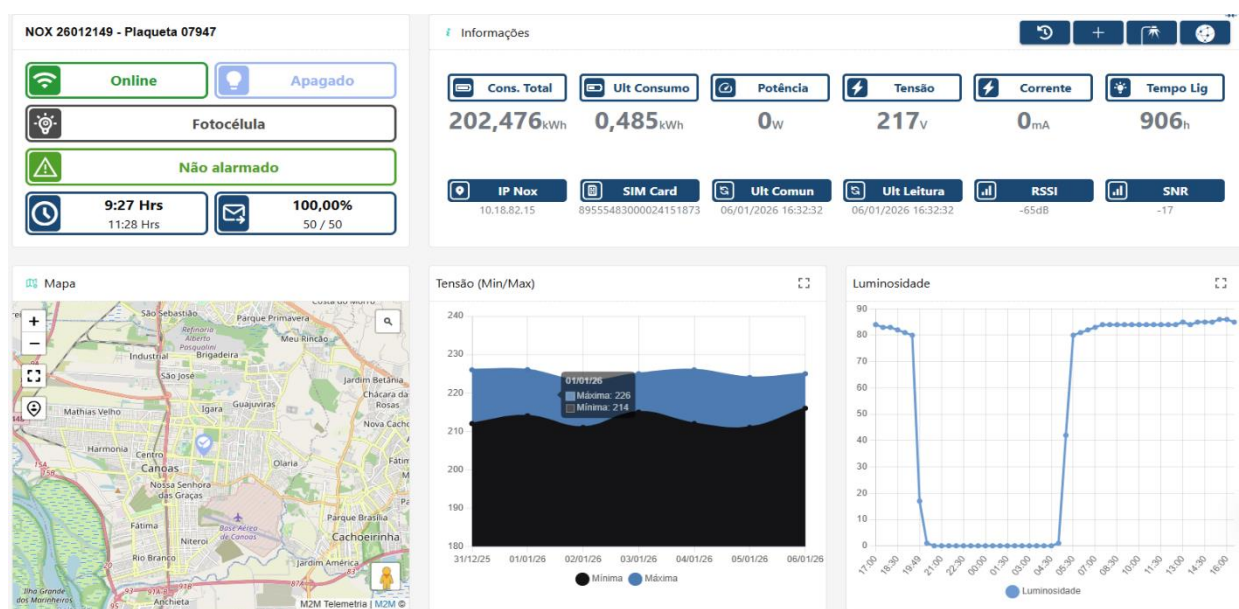 NOX 26012149 - Plaqueta 07947
Online
Apagado
Fotocélula
Não alarmado
9:27 Hrs
11:28 Hrs
100,00%
50 / 50
Informações
Cons. Total
Ult Consumo
Potência
Tensão
Corrente
Tempo Lig
202,476kWh
0,485kWh
0W
217V
0mA
906h
IP Nox
SIM Card
Ult Comun
Ult Leitura
RSSI
SNR
10.18.82.15
89555483000024151873
06/01/2026 16:32:32
06/01/2026 16:32:32
-65dB
-17
Mapa
+
−
São Sebastião
Parque Primavera
Refinaria
Alberto
Pasqualini
Meu Rincão
Industrial
Brigadeira
São José
Jardim Betânia
Chácara da
Rosas
Mathias Velho
Igara
Guajuviras
Nova Cacho
Harmonia
Centro
Canoas
Olaria
Fátim
15A
15B
Nossa Senhora
das Graças
Fátima
Base Aérea
de Canoas
Parque Brasília
Niterói
Cachoeirinha
Rio Branco
Jardim América
87A
Ilha Grande
dos Marinheiros
95
Anchieta
M2M Telemetria | M2M ©
Tensão (Min/Max)
240
230
220
210
200
190
180
01/01/26
Máxima: 226
Mínima: 214
31/12/25
01/01/26
02/01/26
03/01/26
04/01/26
05/01/26
06/01/26
Mínima
Máxima
Luminosidade
90
80
70
60
50
40
30
20
10
0
17:00
18:30
19:49
21:00
22:30
00:00
01:30
03:00
04:30
05:30
07:00
08:30
10:00
11:30
13:00
14:30
16:00
Luminosidade